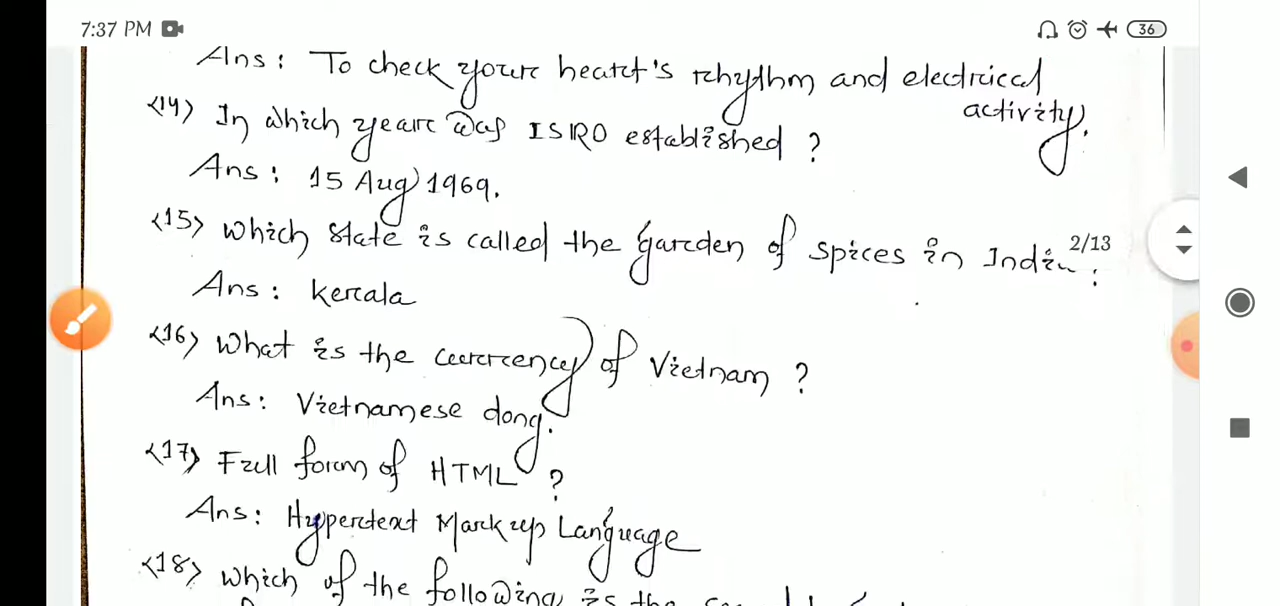 7:37 PM 36
Ans: To check your heart's rhythm and electrical
activity.
<14> In which year was ISRO established ?
Ans: 15 Aug 1969.
<15> Which state is called the garden of spices in India ?
2/13
Ans: Kerala
<16> What is the currency of Vietnam ?
Ans: Vietnamese dong.
<17> Full form of HTML ?
Ans: Hypertext Markup Language
<18> Which of the following is the